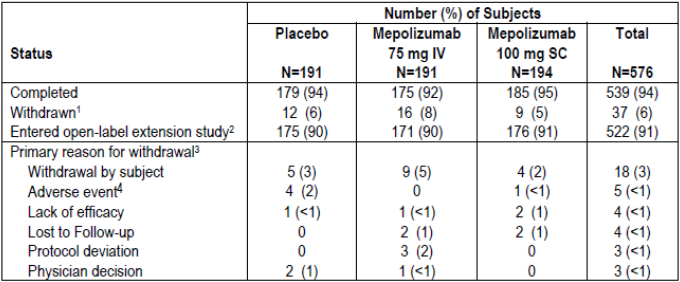 Number (%) of Subjects
Status Placebo N=191 Mepolizumab 75 mg IV N=191 Mepolizumab 100 mg SC N=194 Total N=576
Completed 179 (94) 175 (92) 185 (95) 539 (94)
Withdrawn¹ 12 (6) 16 (8) 9 (5) 37 (6)
Entered open-label extension study² 175 (90) 171 (90) 176 (91) 522 (91)
Primary reason for withdrawal³
Withdrawal by subject 5 (3) 9 (5) 4 (2) 18 (3)
Adverse event⁴ 4 (2) 0 1 (<1) 5 (<1)
Lack of efficacy 1 (<1) 1 (<1) 2 (1) 4 (<1)
Lost to Follow-up 0 2 (1) 2 (1) 4 (<1)
Protocol deviation 0 3 (2) 0 3 (<1)
Physician decision 2 (1) 1 (<1) 0 3 (<1)